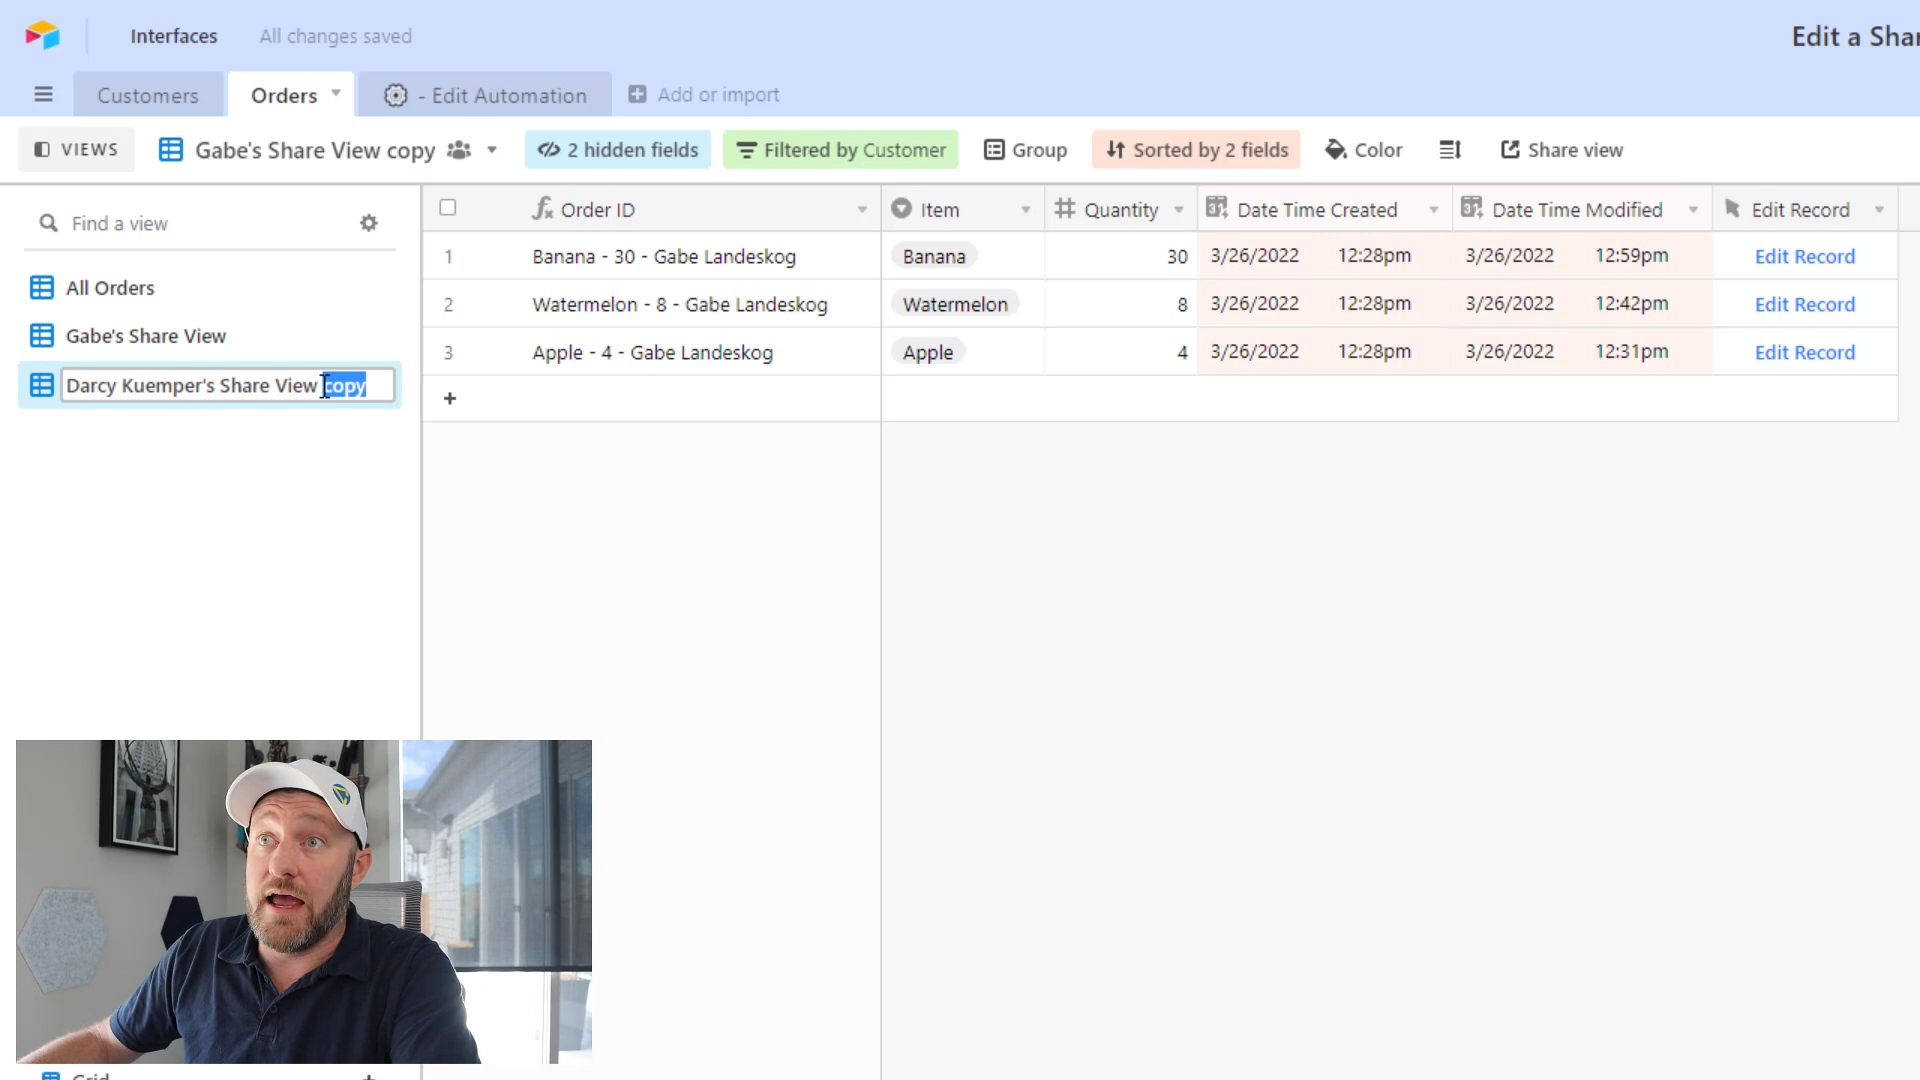 Interfaces All changes saved Edit a Shar
Customers Orders - Edit Automation Add or import
VIEWS Gabe's Share View copy 2 hidden fields Filtered by Customer Group Sorted by 2 fields Color Share view
Find a view
All Orders
Gabe's Share View
Darcy Kuemper's Share View copy
Order ID Item Quantity Date Time Created Date Time Modified Edit Record
1 Banana - 30 - Gabe Landeskog Banana 30 3/26/2022 12:28pm 3/26/2022 12:59pm Edit Record
2 Watermelon - 8 - Gabe Landeskog Watermelon 8 3/26/2022 12:28pm 3/26/2022 12:42pm Edit Record
3 Apple - 4 - Gabe Landeskog Apple 4 3/26/2022 12:28pm 3/26/2022 12:31pm Edit Record
+
Grid +